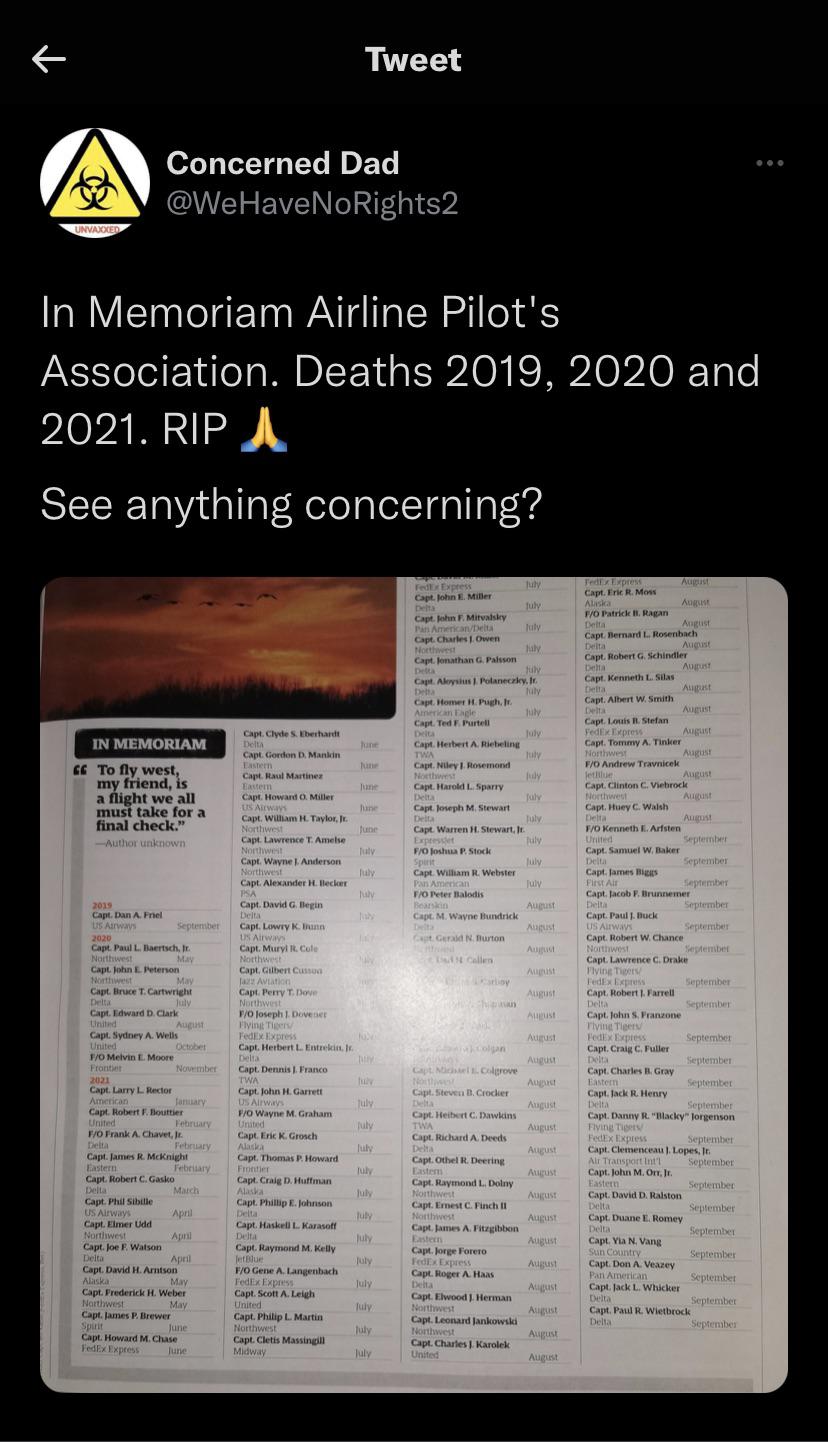 Tweet
Concerned Dad
@WeHaveNoRights2
UNVAXXED
In Memoriam Airline Pilot's
Association. Deaths 2019, 2020 and
2021. RIP 🙏
See anything concerning?
IN MEMORIAM
“ To fly west,
my friend, is
a flight we all
must take for a
final check.”
—Author unknown
2019
Capt. Dan A. Friel
US Airways September
2020
Capt. Paul L. Baertsch, Jr.
Northwest May
Capt. John E. Peterson
Northwest May
Capt. Bruce T. Cartwright
Delta July
Capt. Edward D. Clark
United August
Capt. Sydney A. Wells
United October
F/O Melvin E. Moore
Frontier November
2021
Capt. Larry L. Rector
American January
Capt. Robert F. Bouttier
United February
F/O Frank A. Chavet, Jr.
Delta February
Capt. James R. McKnight
Eastern February
Capt. Robert C. Gasko
Delta March
Capt. Phil Sibille
US Airways April
Capt. Elmer Udd
Northwest April
Capt. Joe F. Watson
Delta April
Capt. David H. Arntson
Alaska May
Capt. Frederick H. Weber
Northwest May
Capt. James P. Brewer
Spirit June
Capt. Howard M. Chase
FedEx Express June
Capt. Clyde S. Eberhardt
Delta June
Capt. Gordon D. Mankin
Eastern June
Capt. Raul Martinez
Eastern June
Capt. Howard O. Miller
US Airways June
Capt. William H. Taylor, Jr.
Northwest June
Capt. Lawrence T. Amelse
Northwest July
Capt. Wayne J. Anderson
Northwest July
Capt. Alexander H. Becker
PSA July
Capt. David G. Begin
Delta July
Capt. Lowry K. Bunn
US Airways July
Capt. Muryl R. Cole
Northwest July
Capt. Gilbert Cusson
Jazz Aviation July
Capt. Perry T. Dove
Northwest
F/O Joseph J. Dovener
Flying Tigers/
FedEx Express July
Capt. Herbert L. Entrekin, Jr.
Delta July
Capt. Dennis J. Franco
TWA July
Capt. John H. Garrett
US Airways July
F/O Wayne M. Graham
United July
Capt. Eric K. Grosch
Alaska July
Capt. Thomas P. Howard
Frontier July
Capt. Craig D. Huffman
Alaska July
Capt. Phillip E. Johnson
Delta July
Capt. Haskell L. Karasoff
Delta July
Capt. Raymond M. Kelly
JetBlue July
F/O Gene A. Langenbach
FedEx Express July
Capt. Scott A. Leigh
United July
Capt. Philip L. Martin
Northwest July
Capt. Cletis Massingill
Midway July
FedEx Express July
Capt. John E. Miller
Delta July
Capt. John F. Mitvalsky
Pan American/Delta July
Capt. Charles J. Owen
Northwest July
Capt. Jonathan G. Palsson
Delta July
Capt. Aloysius J. Polaneczky, Jr.
Delta July
Capt. Homer H. Pugh, Jr.
American Eagle July
Capt. Ted F. Purtell
Delta July
Capt. Herbert A. Riebeling
TWA July
Capt. Niley J. Rosemond
Northwest July
Capt. Harold L. Sparry
Delta July
Capt. Joseph M. Stewart
Delta July
Capt. Warren H. Stewart, Jr.
ExpressJet July
F/O Joshua P. Stock
Spirit July
Capt. William R. Webster
Pan American July
F/O Peter Balodis
Bearskin August
Capt. M. Wayne Bundrick
Delta August
Capt. Gerald N. Burton
August
Cullen
August
August
August
Colgan
August
Capt. Michael E. Colgrove
Northwest August
Capt. Steven B. Crocker
Delta August
Capt. Heibert C. Dawkins
TWA August
Capt. Richard A. Deeds
Delta August
Capt. Othel R. Deering
Eastern August
Capt. Raymond L. Dolny
Northwest August
Capt. Ernest C. Finch II
Northwest August
Capt. James A. Fitzgibbon
Eastern August
Capt. Jorge Forero
FedEx Express August
Capt. Roger A. Haas
Delta August
Capt. Elwood J. Herman
Northwest August
Capt. Leonard Jankowski
Northwest August
Capt. Charles J. Karolek
United August
FedEx Express August
Capt. Eric R. Moss
Alaska August
F/O Patrick B. Ragan
Delta August
Capt. Bernard L. Rosenbach
Delta August
Capt. Robert G. Schindler
Delta August
Capt. Kenneth L. Silas
Delta August
Capt. Albert W. Smith
Delta August
Capt. Louis B. Stefan
FedEx Express August
Capt. Tommy A. Tinker
Northwest August
F/O Andrew Travnicek
JetBlue August
Capt. Clinton C. Viebrock
Northwest August
Capt. Huey C. Walsh
Delta August
F/O Kenneth E. Arfsten
United September
Capt. Samuel W. Baker
Delta September
Capt. James Biggs
First Air September
Capt. Jacob F. Brunnemer
Delta September
Capt. Paul J. Buck
US Airways September
Capt. Robert W. Chance
Northwest September
Capt. Lawrence C. Drake
Flying Tigers/
FedEx Express September
Capt. Robert J. Farrell
Delta September
Capt. John S. Franzone
Flying Tigers/
FedEx Express September
Capt. Craig C. Fuller
Delta September
Capt. Charles B. Gray
Eastern September
Capt. Jack R. Henry
Delta September
Capt. Danny R. "Blacky" Jorgenson
Flying Tigers/
FedEx Express September
Capt. Clemenceau J. Lopes, Jr.
Air Transport Int'l September
Capt. John M. Orr, Jr.
Eastern September
Capt. David D. Ralston
Delta September
Capt. Duane E. Romey
Delta September
Capt. Yia N. Vang
Sun Country September
Capt. Don A. Veazey
Pan American September
Capt. Jack L. Whicker
Delta September
Capt. Paul R. Wietbrock
Delta September